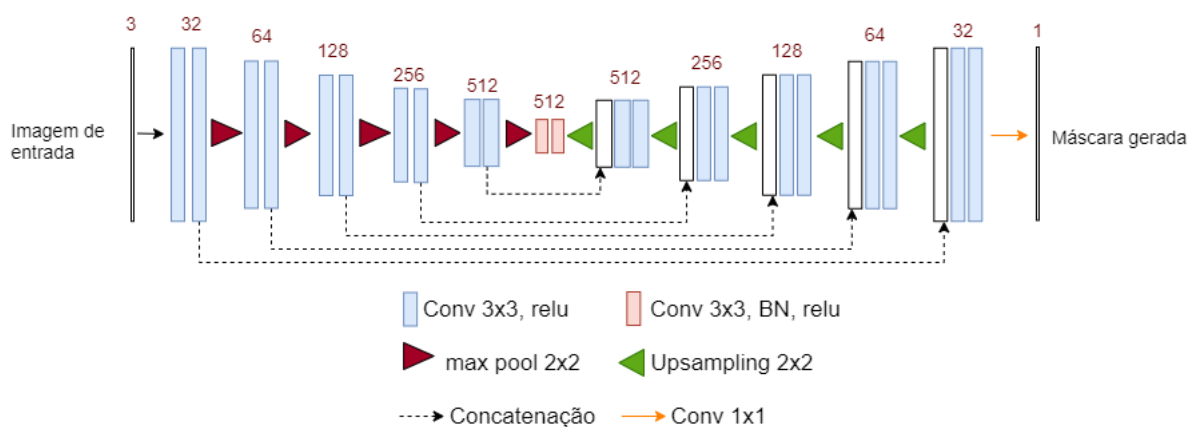 3
32
64
128
256
512
512
512
256
128
64
32
1
Imagem de
entrada
Máscara gerada
Conv 3x3, relu
Conv 3x3, BN, relu
max pool 2x2
Upsampling 2x2
Concatenação
Conv 1x1